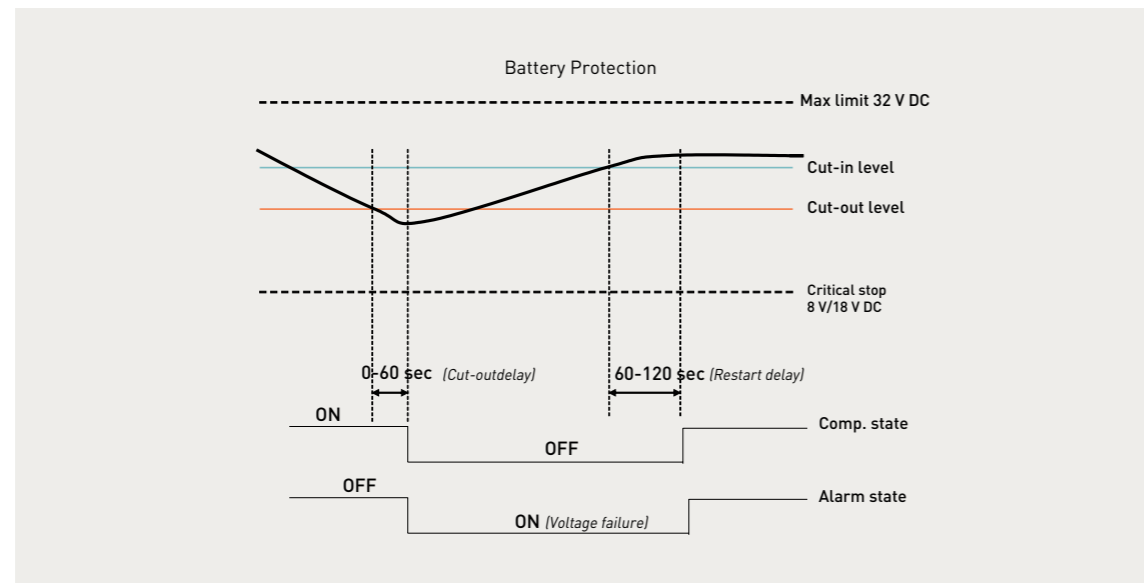 Battery Protection
Max limit 32 V DC
Cut-in level
Cut-out level
Critical stop
8 V/18 V DC
0-60 sec (Cut-outdelay)
60-120 sec (Restart delay)
ON
Comp. state
OFF
OFF
Alarm state
ON (Voltage failure)